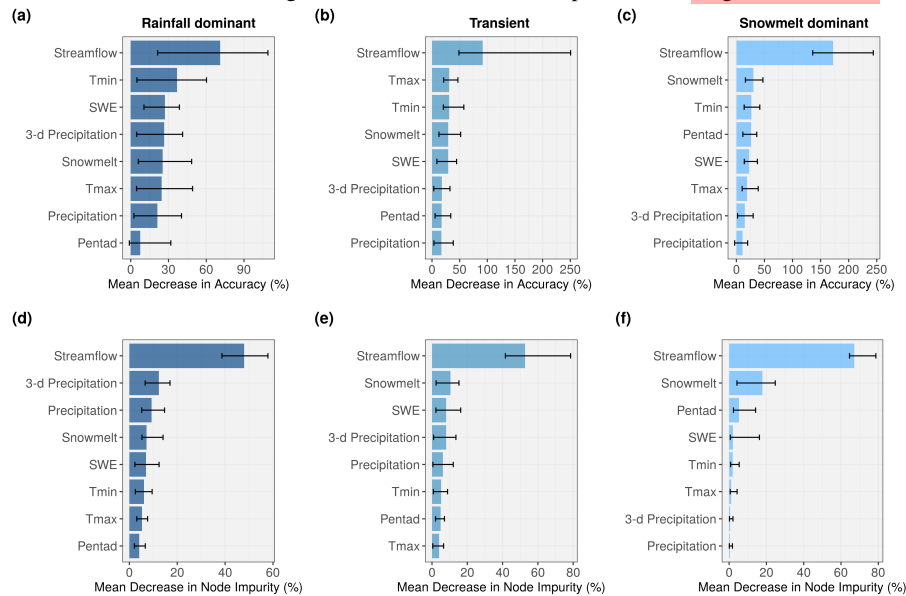 (a)
Rainfall dominant
Streamflow
Tmin
SWE
3-d Precipitation
Snowmelt
Tmax
Precipitation
Pentad
0 30 60 90
Mean Decrease in Accuracy (%)
(b)
Transient
Streamflow
Tmax
Tmin
Snowmelt
SWE
3-d Precipitation
Pentad
Precipitation
0 50 100 150 200 250
Mean Decrease in Accuracy (%)
(c)
Snowmelt dominant
Streamflow
Snowmelt
Tmin
Pentad
SWE
Tmax
3-d Precipitation
Precipitation
0 50 100 150 200 250
Mean Decrease in Accuracy (%)
(d)
Streamflow
3-d Precipitation
Precipitation
Snowmelt
SWE
Tmin
Tmax
Pentad
0 20 40 60
Mean Decrease in Node Impurity (%)
(e)
Streamflow
Snowmelt
SWE
3-d Precipitation
Precipitation
Tmin
Pentad
Tmax
0 20 40 60 80
Mean Decrease in Node Impurity (%)
(f)
Streamflow
Snowmelt
Pentad
SWE
Tmin
Tmax
3-d Precipitation
Precipitation
0 20 40 60 80
Mean Decrease in Node Impurity (%)